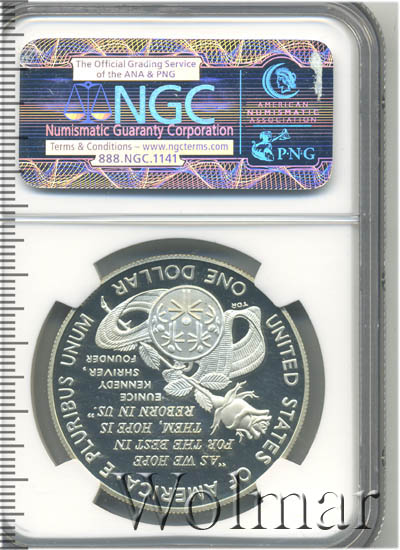 The Official Grading Service
of the ANA & PNG
NGC
Numismatic Guaranty Corporation
Terms & Conditions – www.ngcterms.com
888.NGC.1141
AMERICAN
NUMISMATIC
ASSOCIATION
P·N·G
UNITED STATES OF AMERICA
E PLURIBUS UNUM
ONE DOLLAR
TDR
"AS WE HOPE
FOR THE BEST IN
THEM, HOPE IS
REBORN IN US"
EUNICE
KENNEDY
SHRIVER,
FOUNDER
Wolmar